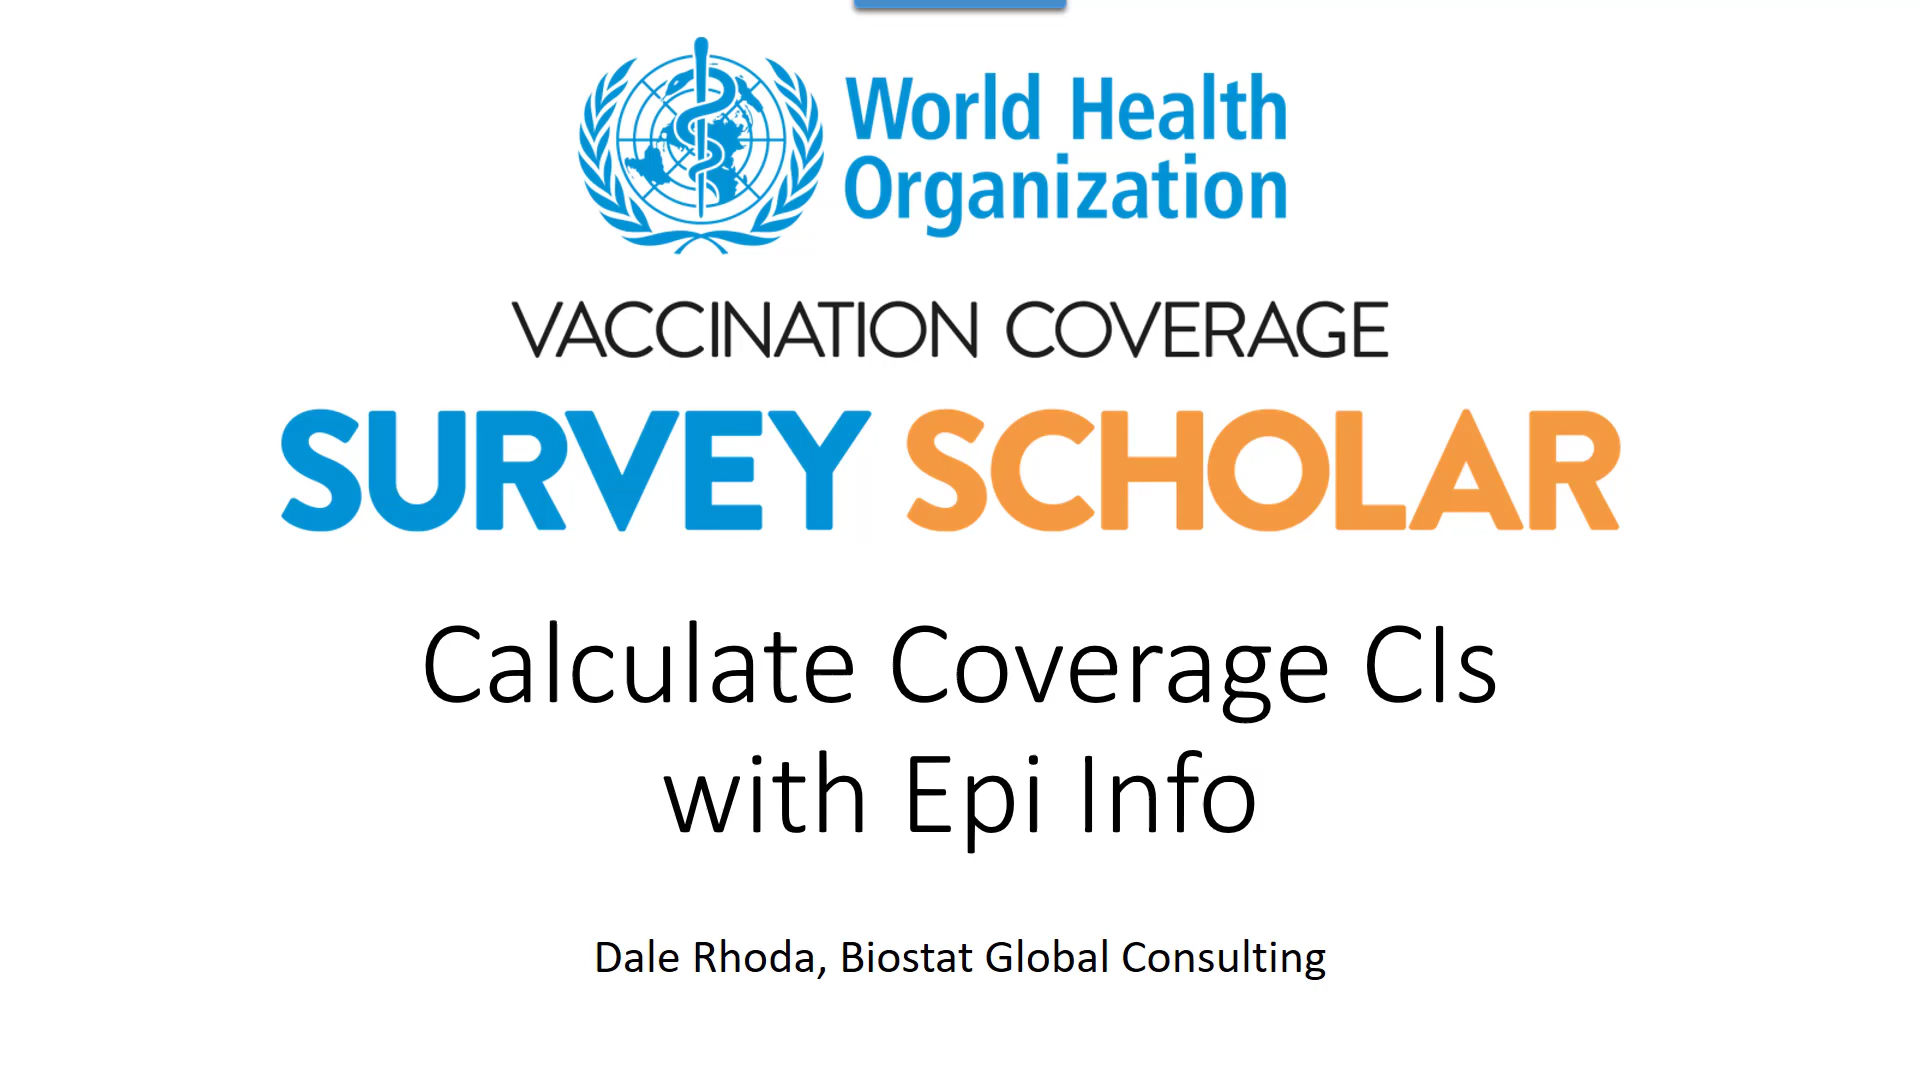 World Health
Organization
VACCINATION COVERAGE
SURVEY SCHOLAR
Calculate Coverage CIs
with Epi Info
Dale Rhoda, Biostat Global Consulting